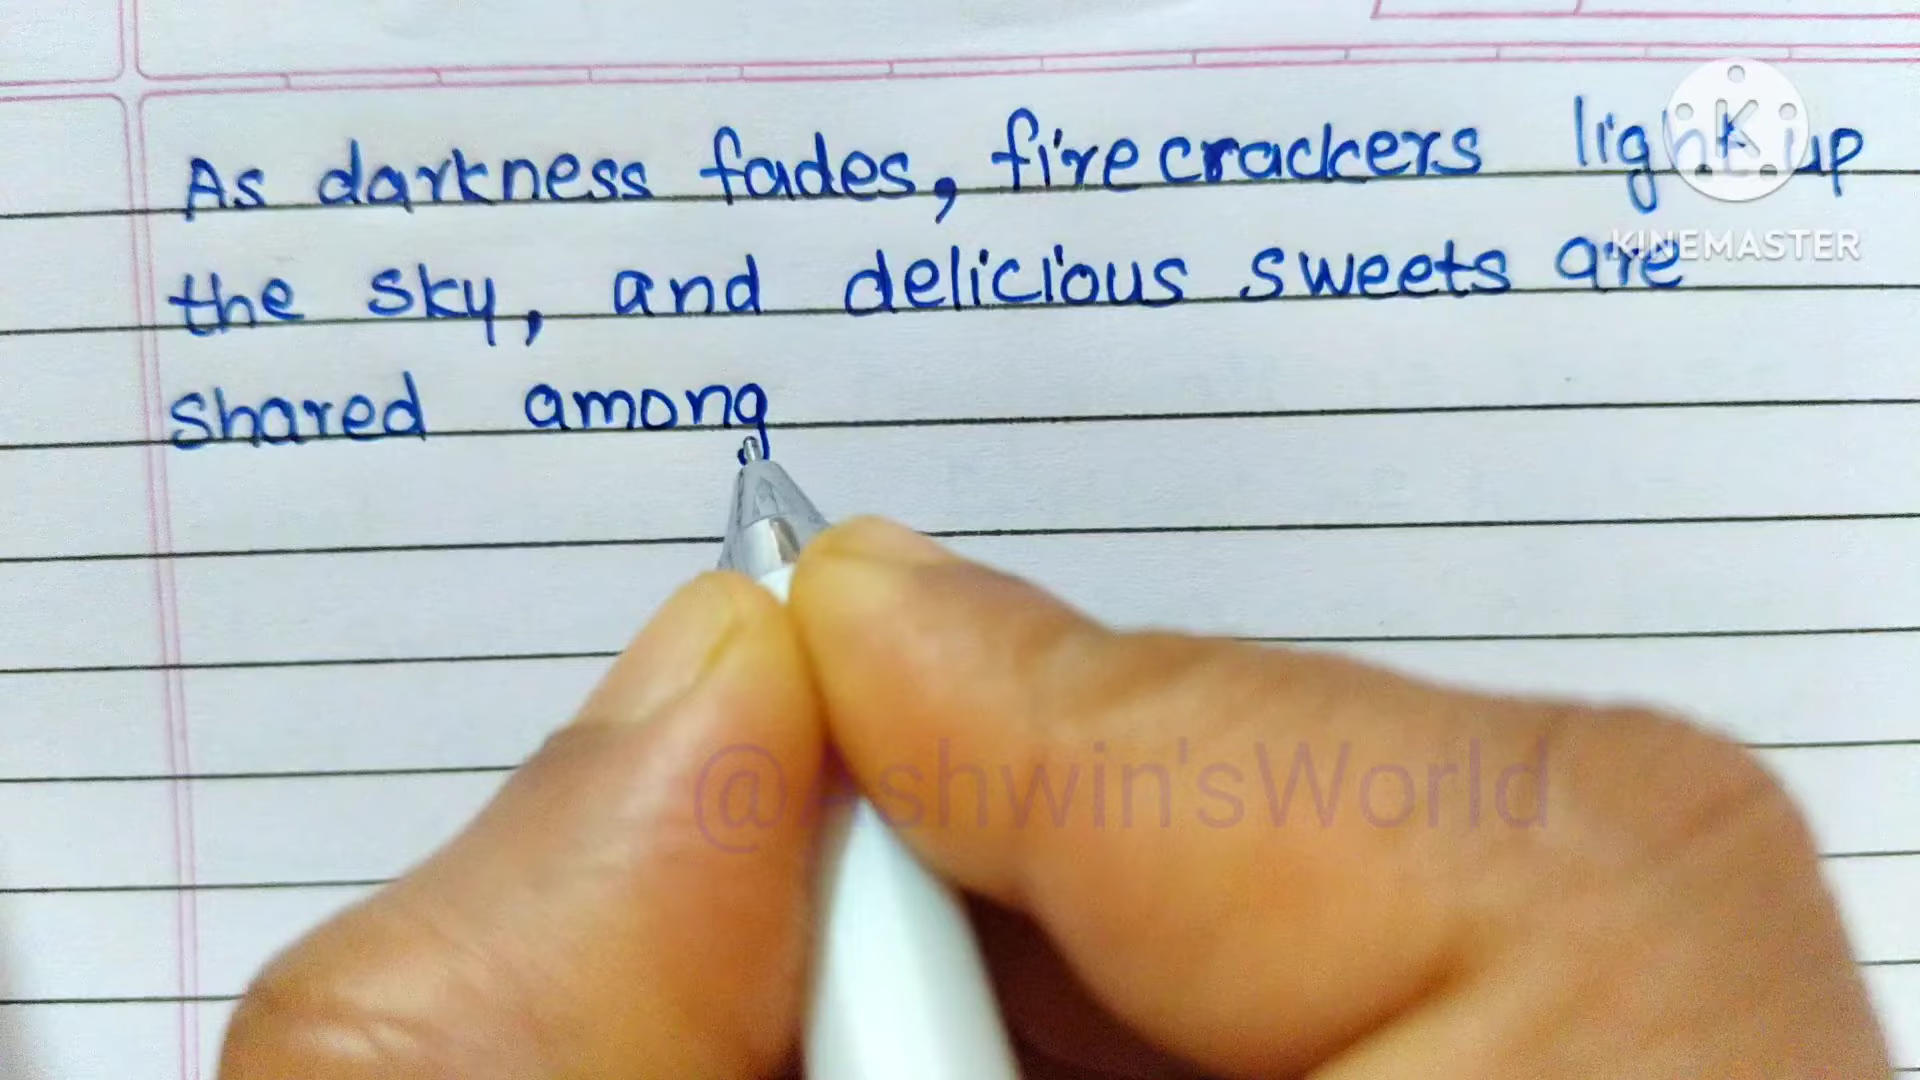 As darkness fades, firecrackers light up
the sky, and delicious sweets are
shared among
KINEMASTER
@Ashwin'sWorld